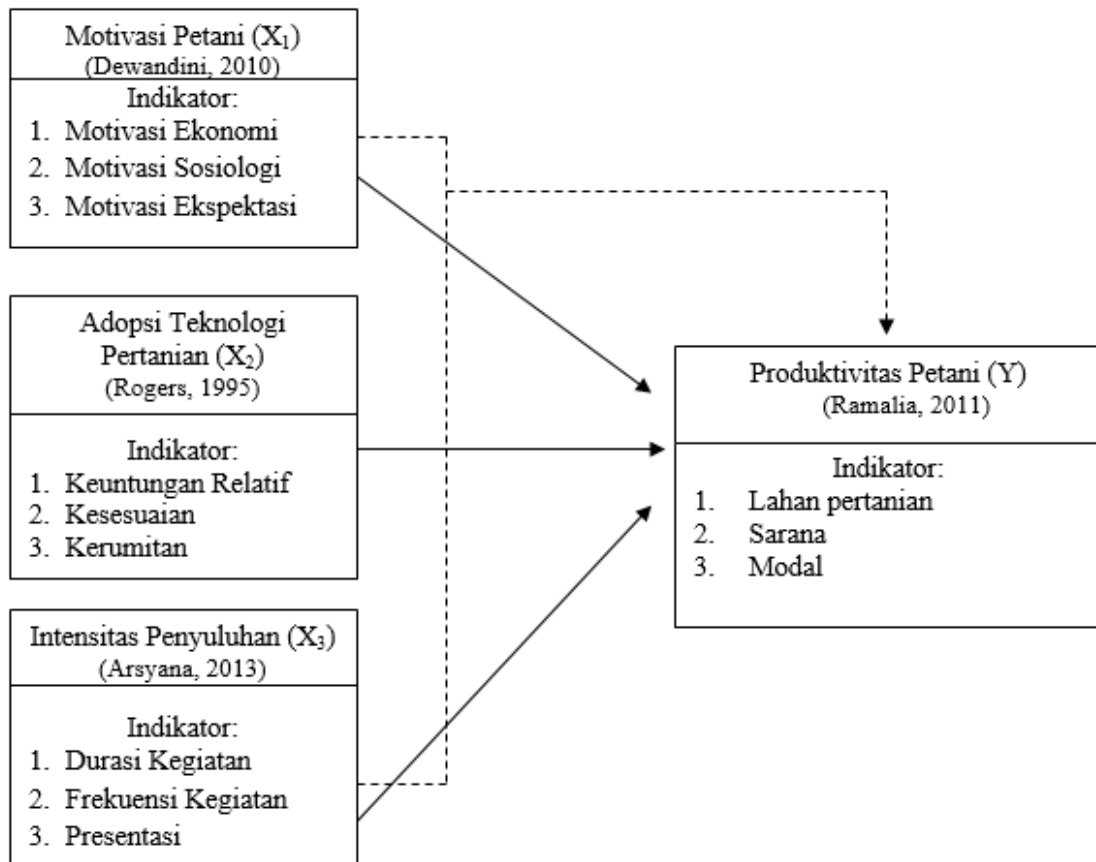 Motivasi Petani (X₁)
(Dewandini, 2010)
Indikator:
1. Motivasi Ekonomi
2. Motivasi Sosiologi
3. Motivasi Ekspektasi
Adopsi Teknologi
Pertanian (X₂)
(Rogers, 1995)
Indikator:
1. Keuntungan Relatif
2. Kesesuaian
3. Kerumitan
Intensitas Penyuluhan (X₃)
(Arsyana, 2013)
Indikator:
1. Durasi Kegiatan
2. Frekuensi Kegiatan
3. Presentasi
Produktivitas Petani (Y)
(Ramalia, 2011)
Indikator:
1. Lahan pertanian
2. Sarana
3. Modal